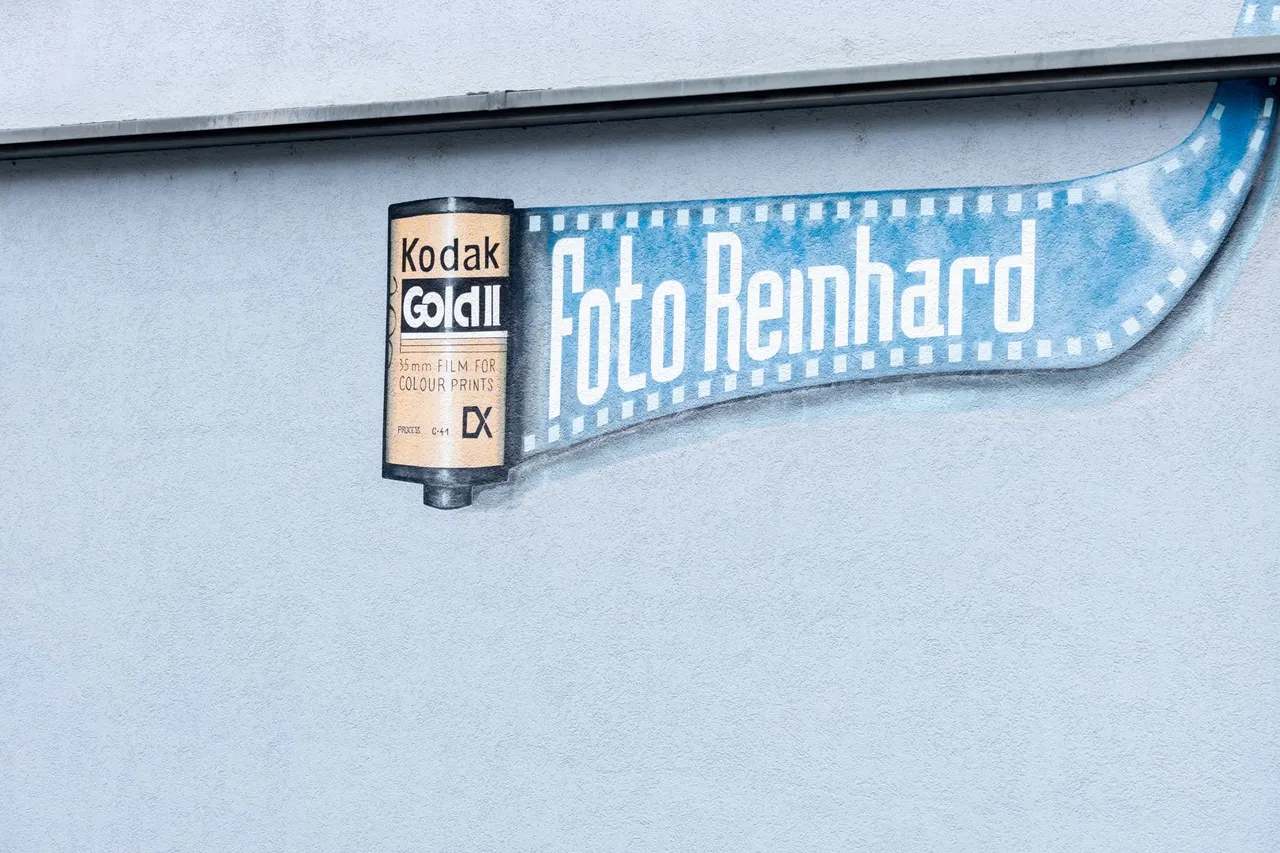 Kodak
Gold II
35mm FILM FOR
COLOUR PRINTS
PROCESS C-41 DX
Foto Reinhard